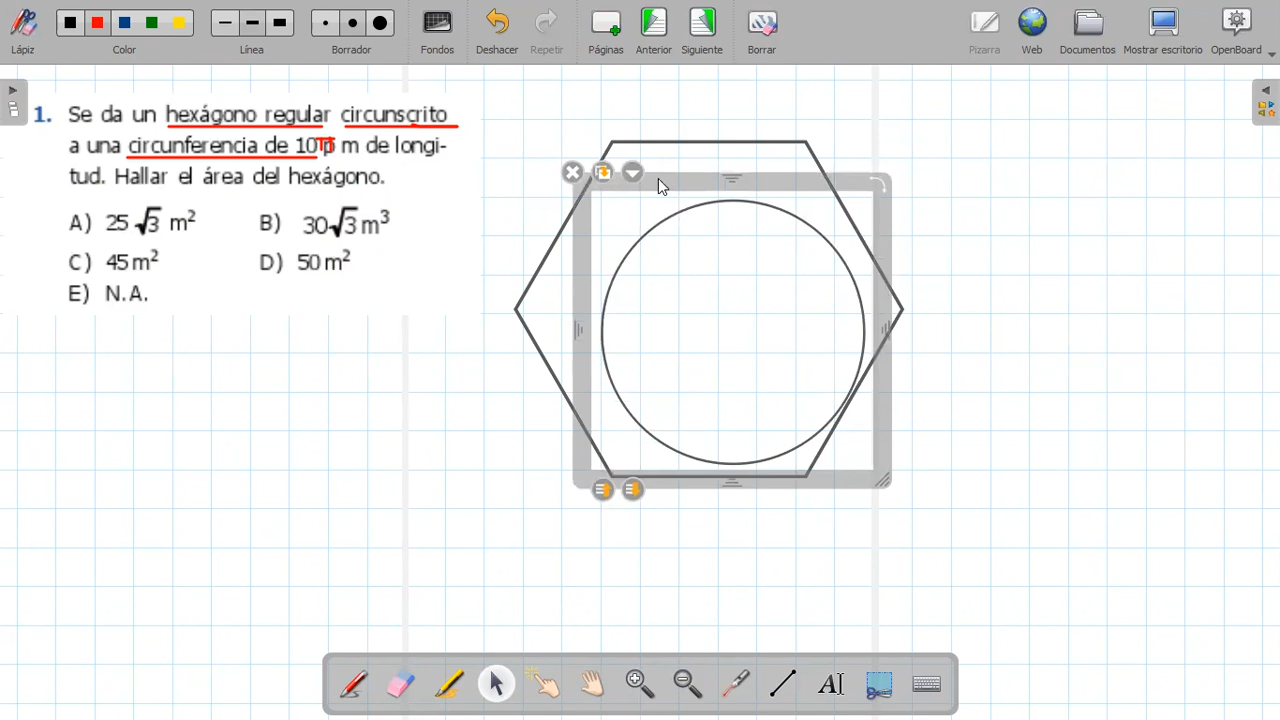 Lápiz
Color
Línea
Borrador
Fondos
Deshacer
Repetir
Páginas
Anterior
Siguiente
Borrar
Pizarra
Web
Documentos
Mostrar escritorio
OpenBoard
1. Se da un hexágono regular circunscrito
a una circunferencia de 10π m de longi-
tud. Hallar el área del hexágono.
A) 25√3 m² B) 30√3 m³
C) 45 m² D) 50 m²
E) N.A.